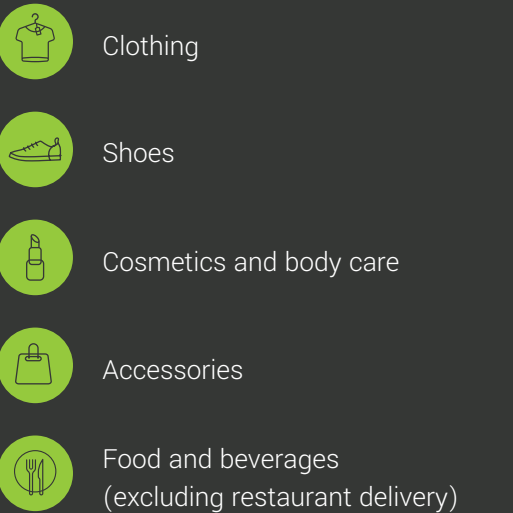 Clothing
Shoes
Cosmetics and body care
Accessories
Food and beverages
(excluding restaurant delivery)